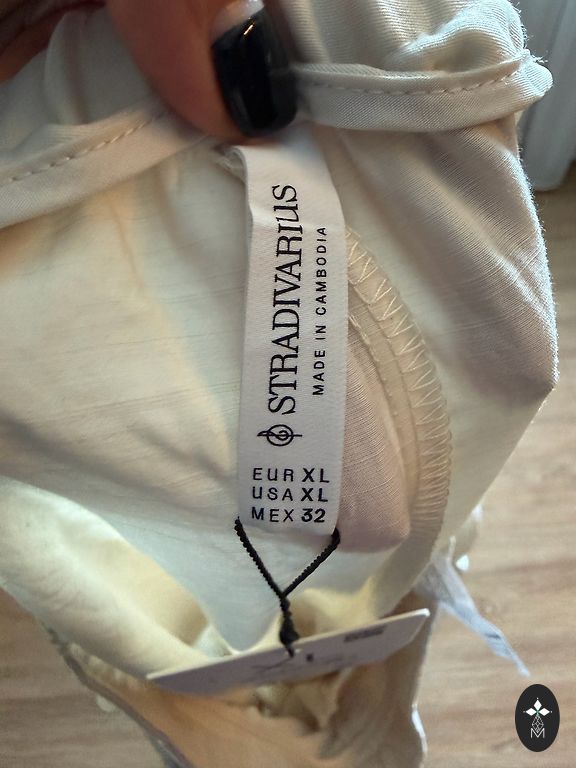 STRADIVARIUS
MADE IN CAMBODIA
EUR XL
USA XL
MEX 32
M